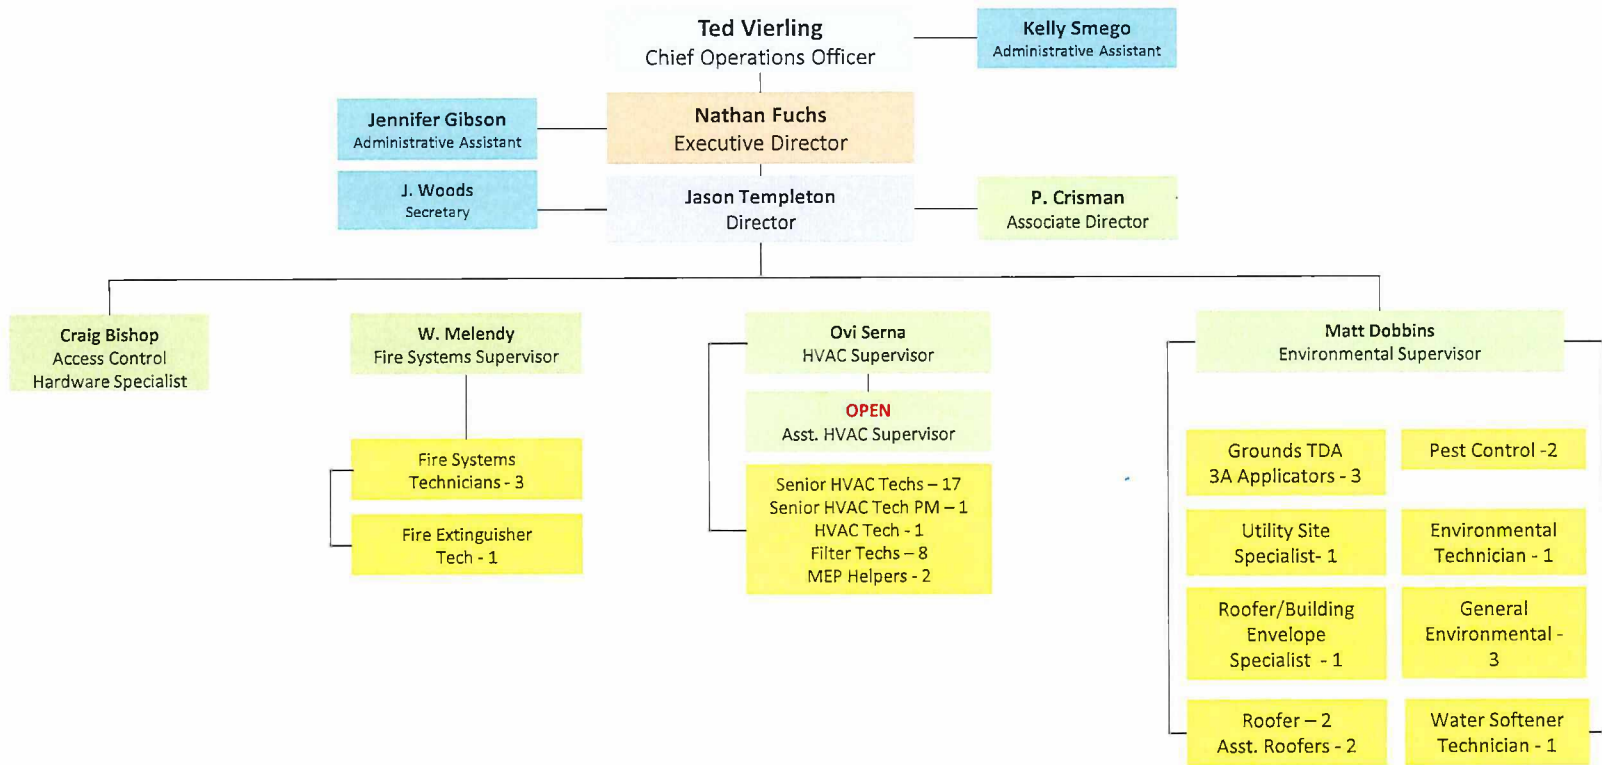 Ted Vierling
Chief Operations Officer
Kelly Smego
Administrative Assistant
Jennifer Gibson
Administrative Assistant
Nathan Fuchs
Executive Director
J. Woods
Secretary
Jason Templeton
Director
P. Crisman
Associate Director
Craig Bishop
Access Control
Hardware Specialist
W. Melendy
Fire Systems Supervisor
Fire Systems
Technicians - 3
Fire Extinguisher
Tech - 1
Ovi Serna
HVAC Supervisor
OPEN
Asst. HVAC Supervisor
Senior HVAC Techs – 17
Senior HVAC Tech PM – 1
HVAC Tech - 1
Filter Techs – 8
MEP Helpers - 2
Matt Dobbins
Environmental Supervisor
Grounds TDA
3A Applicators - 3
Pest Control -2
Utility Site
Specialist- 1
Environmental
Technician - 1
Roofer/Building
Envelope
Specialist - 1
General
Environmental -
3
Roofer – 2
Asst. Roofers - 2
Water Softener
Technician - 1